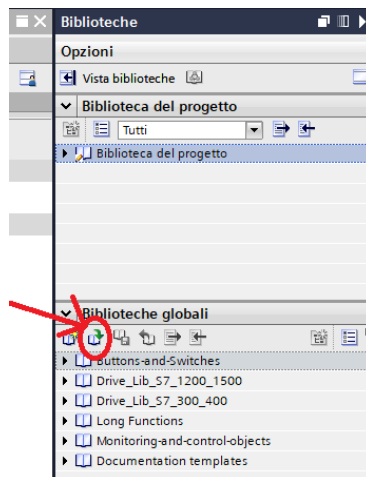 Biblioteche
Opzioni
Vista biblioteche
Biblioteca del progetto
Tutti
Biblioteca del progetto
Biblioteche globali
Buttons-and-Switches
Drive_Lib_S7_1200_1500
Drive_Lib_S7_300_400
Long Functions
Monitoring-and-control-objects
Documentation templates